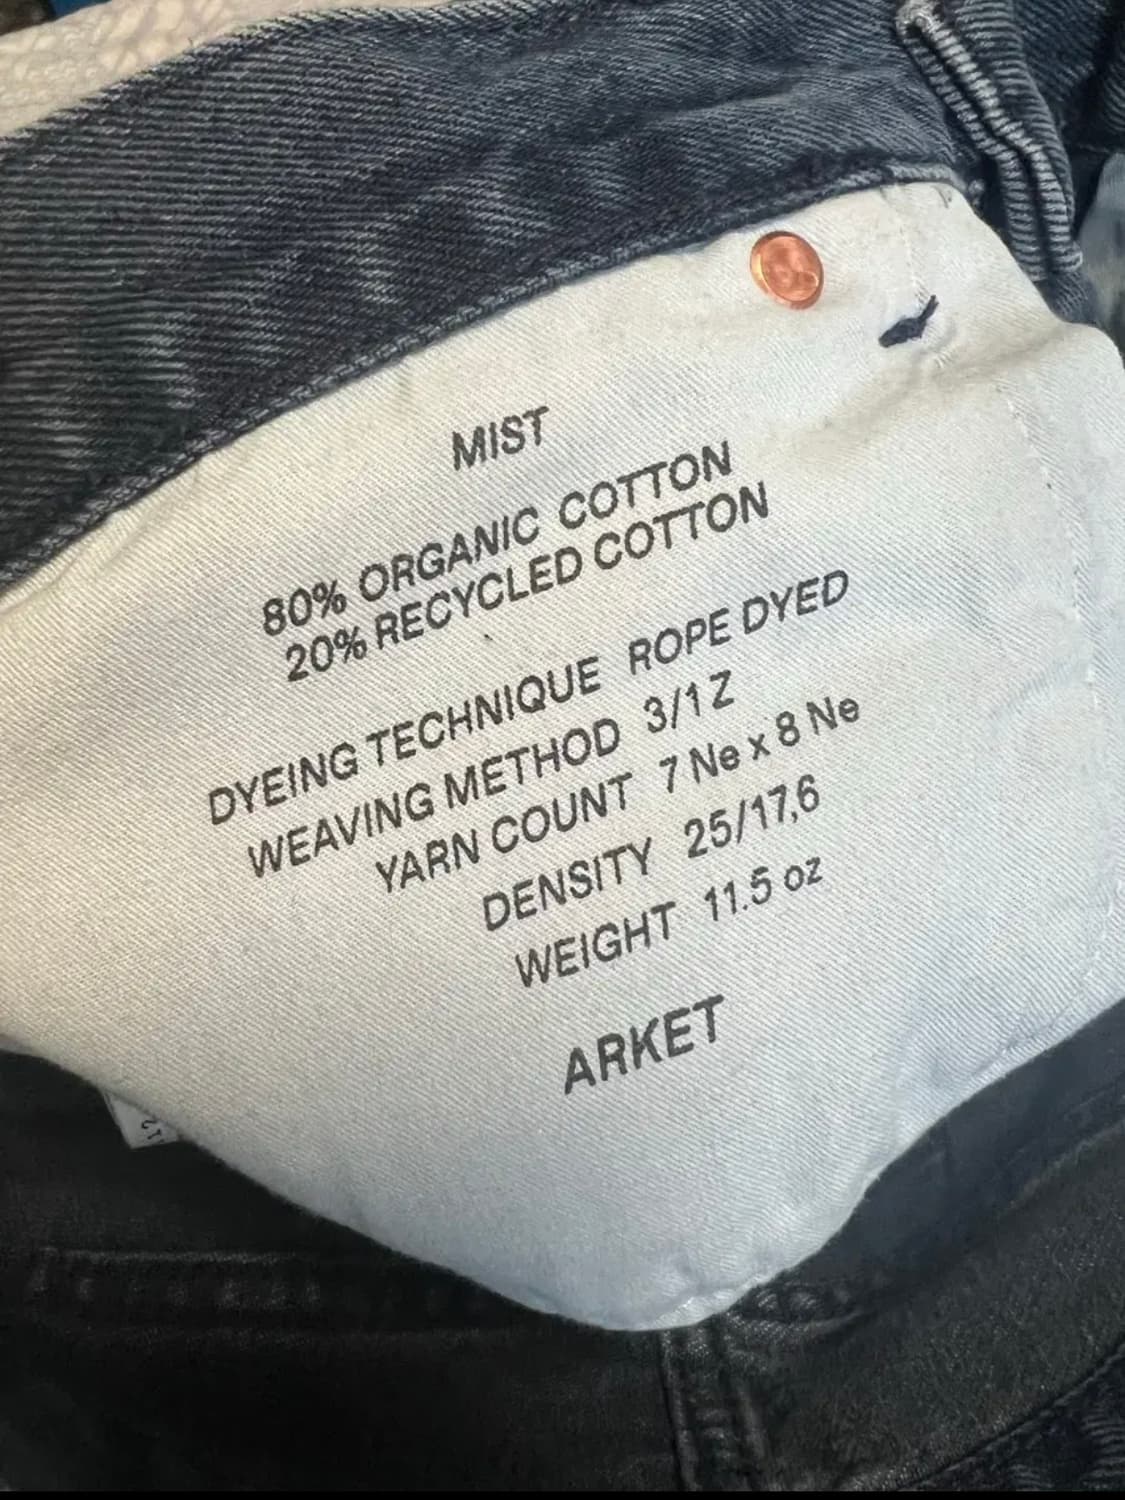 MIST
80% ORGANIC COTTON
20% RECYCLED COTTON
DYEING TECHNIQUE ROPE DYED
WEAVING METHOD 3/1 Z
YARN COUNT 7 Ne x 8 Ne
DENSITY 25/17,6
WEIGHT 11.5 oz
ARKET